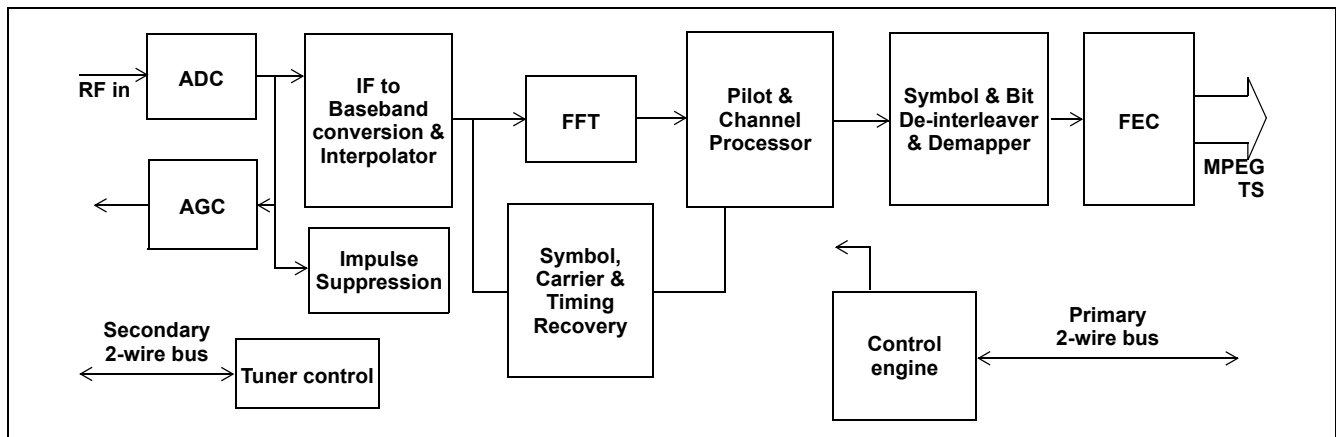 RF in
ADC
IF to
Baseband
conversion &
Interpolator
FFT
Pilot &
Channel
Processor
Symbol & Bit
De-interleaver
& Demapper
FEC
MPEG
TS
AGC
Impulse
Suppression
Symbol,
Carrier &
Timing
Recovery
Secondary
2-wire bus
Tuner control
Control
engine
Primary
2-wire bus